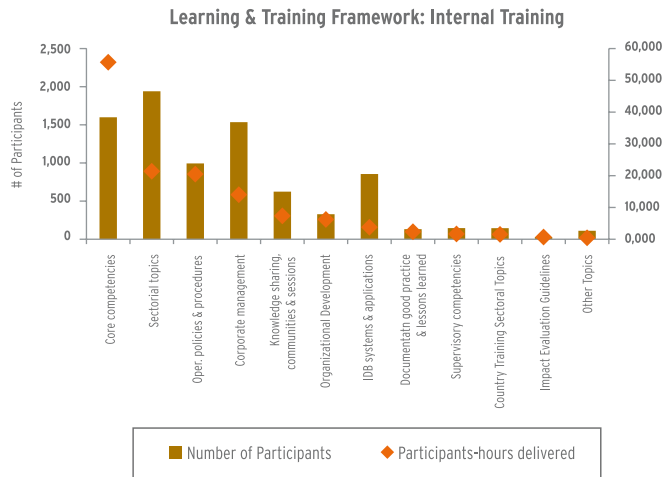 Learning & Training Framework: Internal Training
# of Participants
2,500
2,000
1,500
1,000
500
0
60,000
50,000
40,000
30,000
20,000
10,000
0,000
Core competencies
Sectorial topics
Oper. policies & procedures
Corporate management
Knowledge sharing,
communities & sessions
Organizational Development
IDB systems & applications
Documentatn good practice
& lessons learned
Supervisory competencies
Country Training Sectoral Topics
Impact Evaluation Guidelines
Other Topics
Number of Participants
Participants-hours delivered